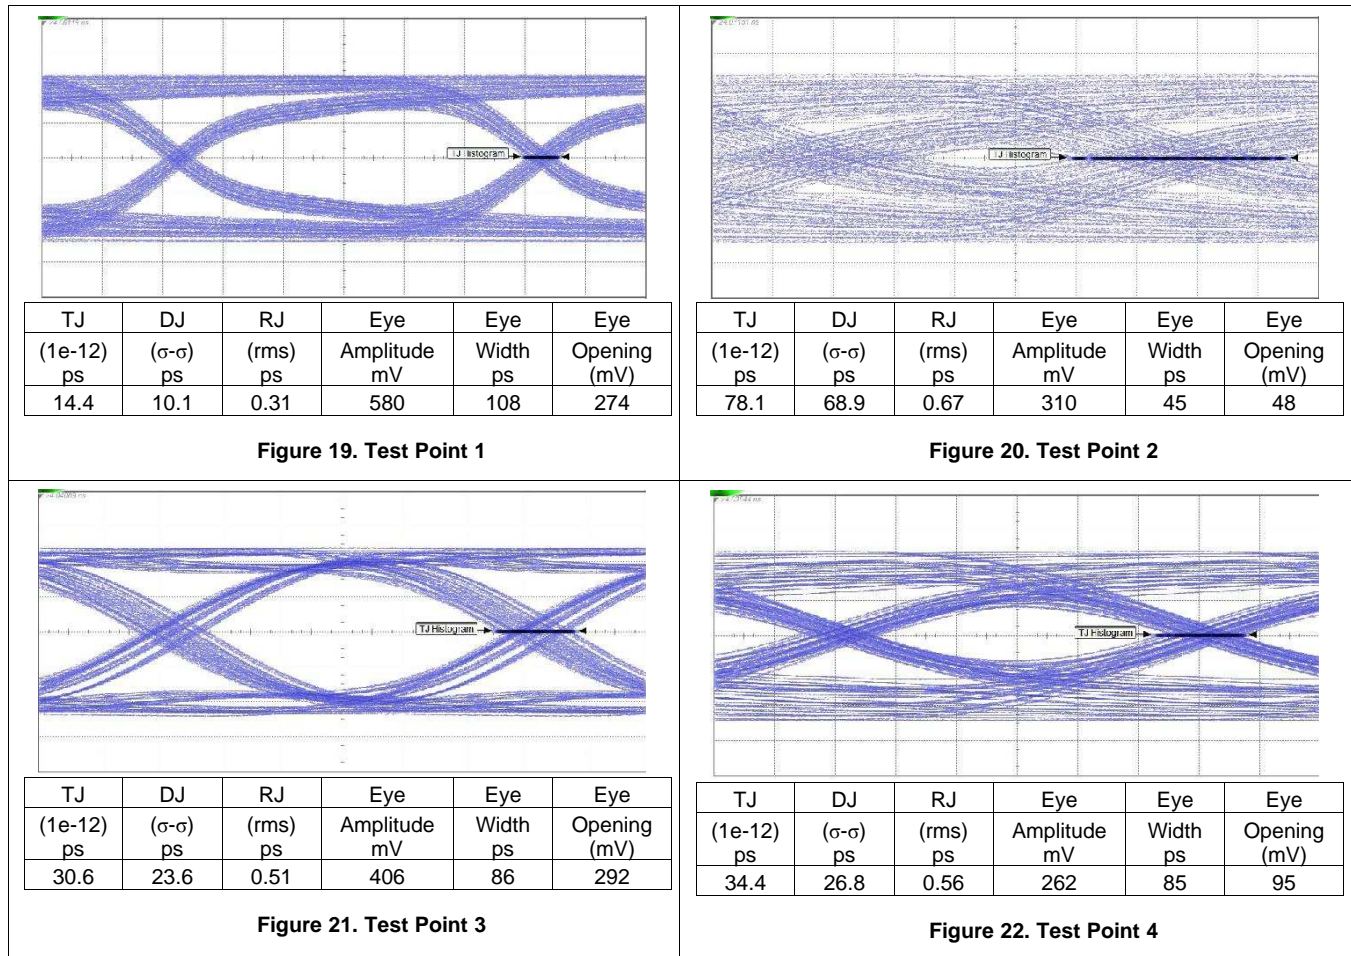 TJ Histogram
TJ DJ RJ Eye Eye Eye
(1e-12) (σ-σ) (rms) Amplitude Width Opening
ps ps ps mV ps (mV)
14.4 10.1 0.31 580 108 274
Figure 19. Test Point 1
TJ Histogram
TJ DJ RJ Eye Eye Eye
(1e-12) (σ-σ) (rms) Amplitude Width Opening
ps ps ps mV ps (mV)
78.1 68.9 0.67 310 45 48
Figure 20. Test Point 2
TJ Histogram
TJ DJ RJ Eye Eye Eye
(1e-12) (σ-σ) (rms) Amplitude Width Opening
ps ps ps mV ps (mV)
30.6 23.6 0.51 406 86 292
Figure 21. Test Point 3
TJ Histogram
TJ DJ RJ Eye Eye Eye
(1e-12) (σ-σ) (rms) Amplitude Width Opening
ps ps ps mV ps (mV)
34.4 26.8 0.56 262 85 95
Figure 22. Test Point 4